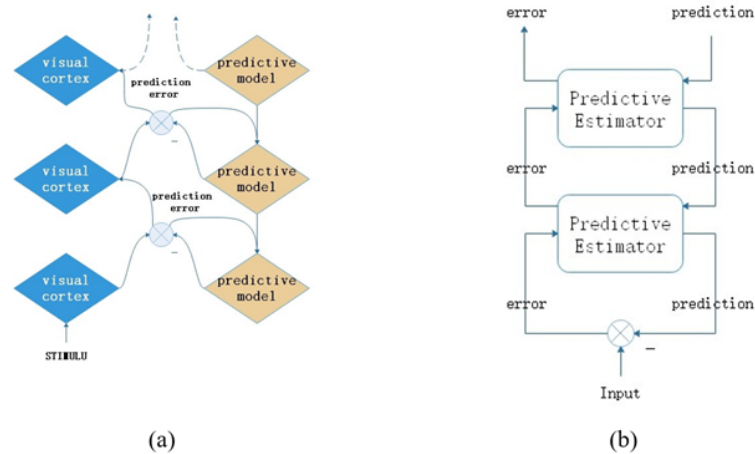 visual
cortex
prediction
error
predictive
model
visual
cortex
prediction
error
predictive
model
visual
cortex
predictive
model
STIMULU
(a)
error
prediction
Predictive
Estimator
error
prediction
Predictive
Estimator
error
prediction
Input
(b)